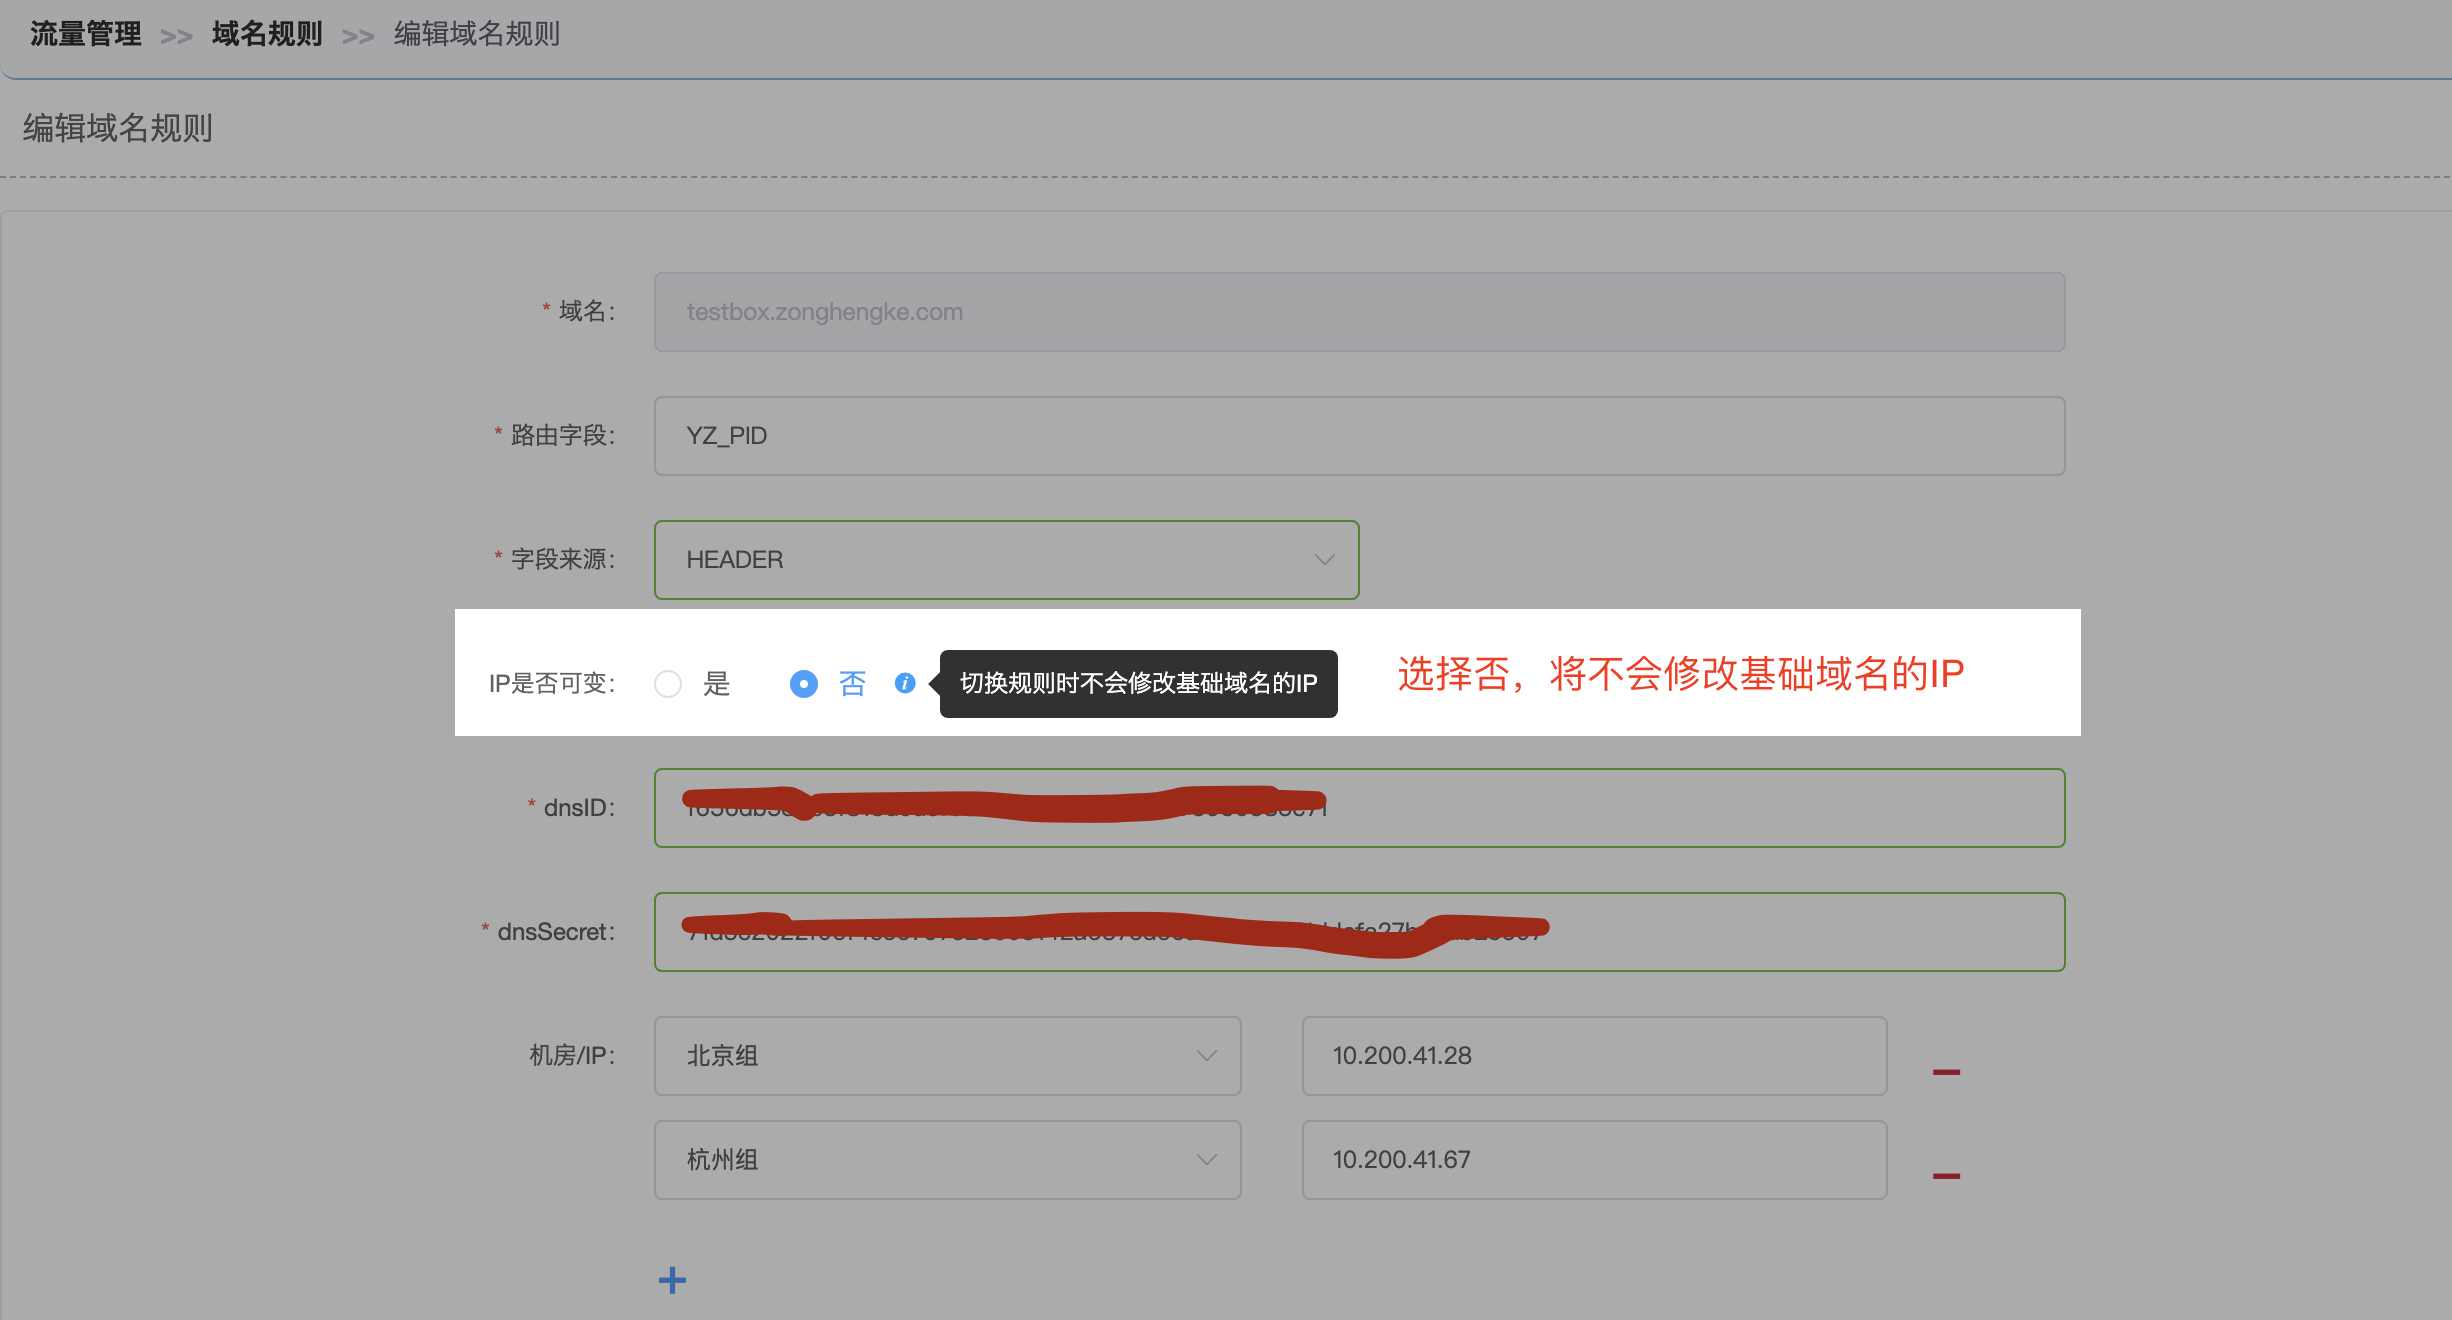 流量管理 >> 域名规则 >> 编辑域名规则
编辑域名规则
* 域名: testbox.zonghengke.com
* 路由字段: YZ_PID
* 字段来源: HEADER
IP是否可变: 是 否 i 切换规则时不会修改基础域名的IP 选择否，将不会修改基础域名的IP
* dnsID:
* dnsSecret:
机房/IP: 北京组 10.200.41.28
杭州组 10.200.41.67